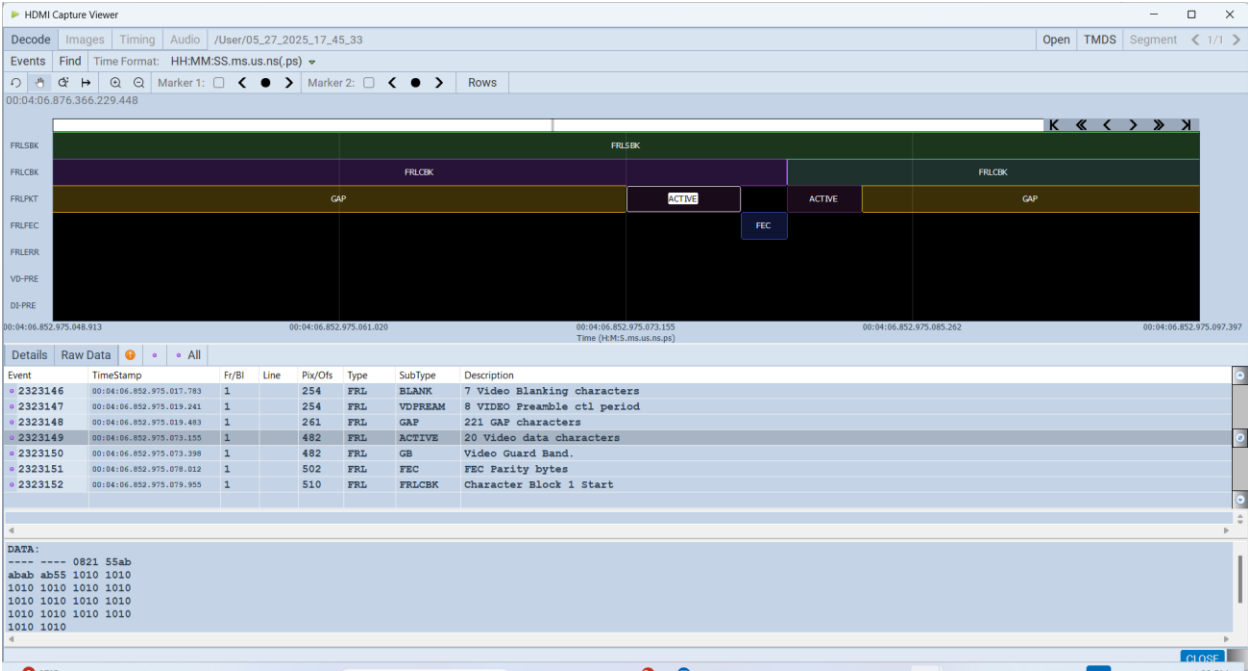 HDMI Capture Viewer
Decode Images Timing Audio /User/05_27_2025_17_45_33 Open TMDS Segment 1/1
Events Find Time Format: HH:MM:SS.ms.us.ns(.ps)
Marker 1: Marker 2: Rows
00:04:06.876.366.229.448
FRLSBK FRLSBK
FRLCBK FRLCBK FRLCBK
FRLPKT GAP ACTIVE ACTIVE GAP
FRLFEC FEC
FRLERR
VD-PRE
DI-PRE
00:04:06.852.975.048.913 00:04:06.852.975.061.020 00:04:06.852.975.073.155 00:04:06.852.975.085.262 00:04:06.852.975.097.397
Time (H:M:S.ms.us.ns.ps)
Details Raw Data All
Event TimeStamp Fr/Bl Line Pix/Ofs Type SubType Description
2323146 00:04:06.852.975.017.783 1 254 FRL BLANK 7 Video Blanking characters
2323147 00:04:06.852.975.019.241 1 254 FRL VDPREAM 8 VIDEO Preamble ctl period
2323148 00:04:06.852.975.019.483 1 261 FRL GAP 221 GAP characters
2323149 00:04:06.852.975.073.155 1 482 FRL ACTIVE 20 Video data characters
2323150 00:04:06.852.975.073.398 1 482 FRL GB Video Guard Band.
2323151 00:04:06.852.975.078.012 1 502 FRL FEC FEC Parity bytes
2323152 00:04:06.852.975.079.955 1 510 FRL FRLCBK Character Block 1 Start
DATA:
---- ---- 0821 55ab
abab ab55 1010 1010
1010 1010 1010 1010
1010 1010 1010 1010
1010 1010 1010 1010
1010 1010
CLOSE